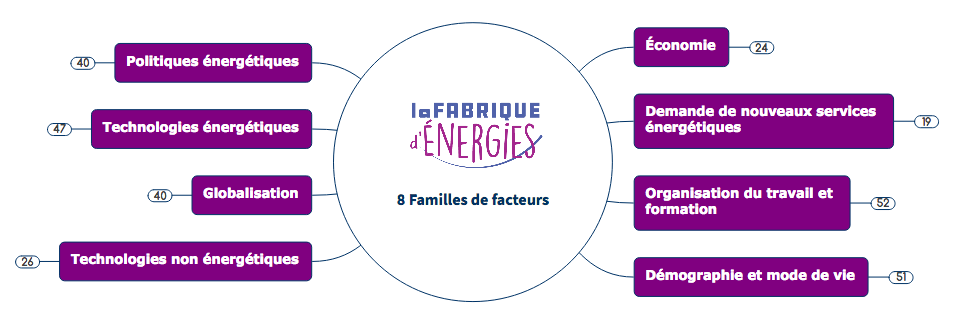 40
Politiques énergétiques
47
Technologies énergétiques
40
Globalisation
26
Technologies non énergétiques
laFABRIQUE
d'ÉNERGIES
8 Familles de facteurs
Économie
24
Demande de nouveaux services
énergétiques
19
Organisation du travail et
formation
52
Démographie et mode de vie
51